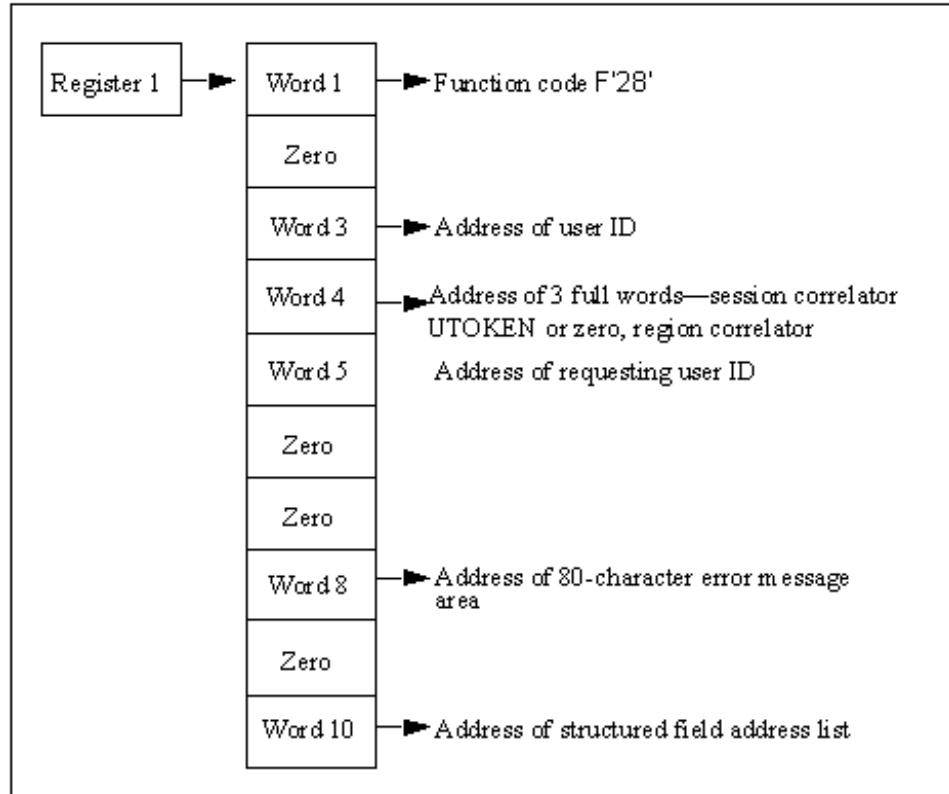 Register 1
Word 1
Function code F'28'
Zero
Word 3
Address of user ID
Word 4
Address of 3 full words—session correlator
UTOKEN or zero, region correlator
Word 5
Address of requesting user ID
Zero
Zero
Word 8
Address of 80-character error message
area
Zero
Word 10
Address of structured field address list